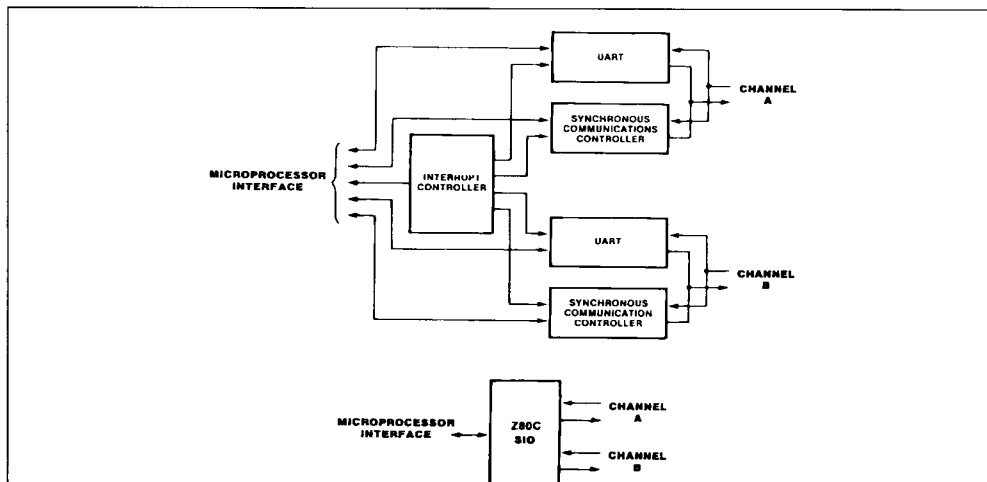 UART
CHANNEL
A
SYNCHRONOUS
COMMUNICATIONS
CONTROLLER
MICROPROCESSOR
INTERFACE
INTERRUPT
CONTROLLER
UART
CHANNEL
B
SYNCHRONOUS
COMMUNICATION
CONTROLLER
MICROPROCESSOR
INTERFACE
Z80C
SIO
CHANNEL
A
CHANNEL
B